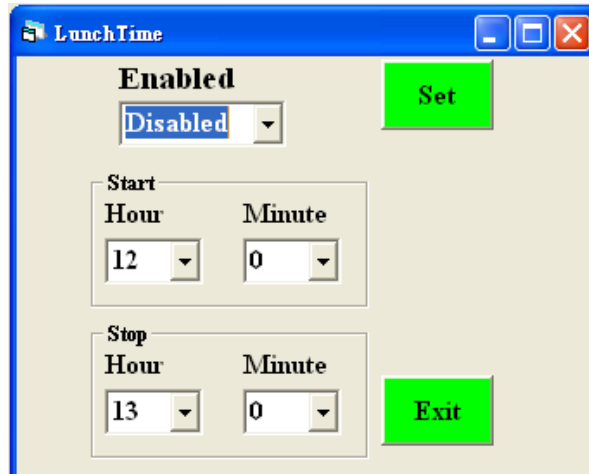 LunchTime
Enabled
Set
Disabled
Start
Hour Minute
12 0
Stop
Hour Minute
13 0
Exit